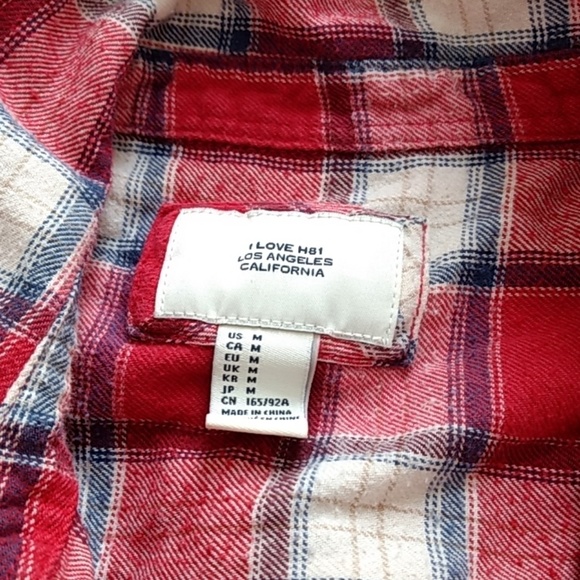 I LOVE H81
LOS ANGELES
CALIFORNIA
US M
CA M
EU M
UK M
KR M
JP M
CN 165/92A
MADE IN CHINA